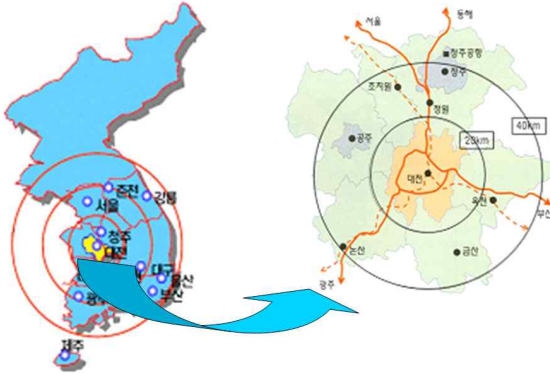 춘천
강릉
서울
청주
대전
대구
울산
부산
제주
서울
동해
청주공항
청주
조치원
청원
공주
25km
40km
대전
옥천
부산
논산
금산
광주